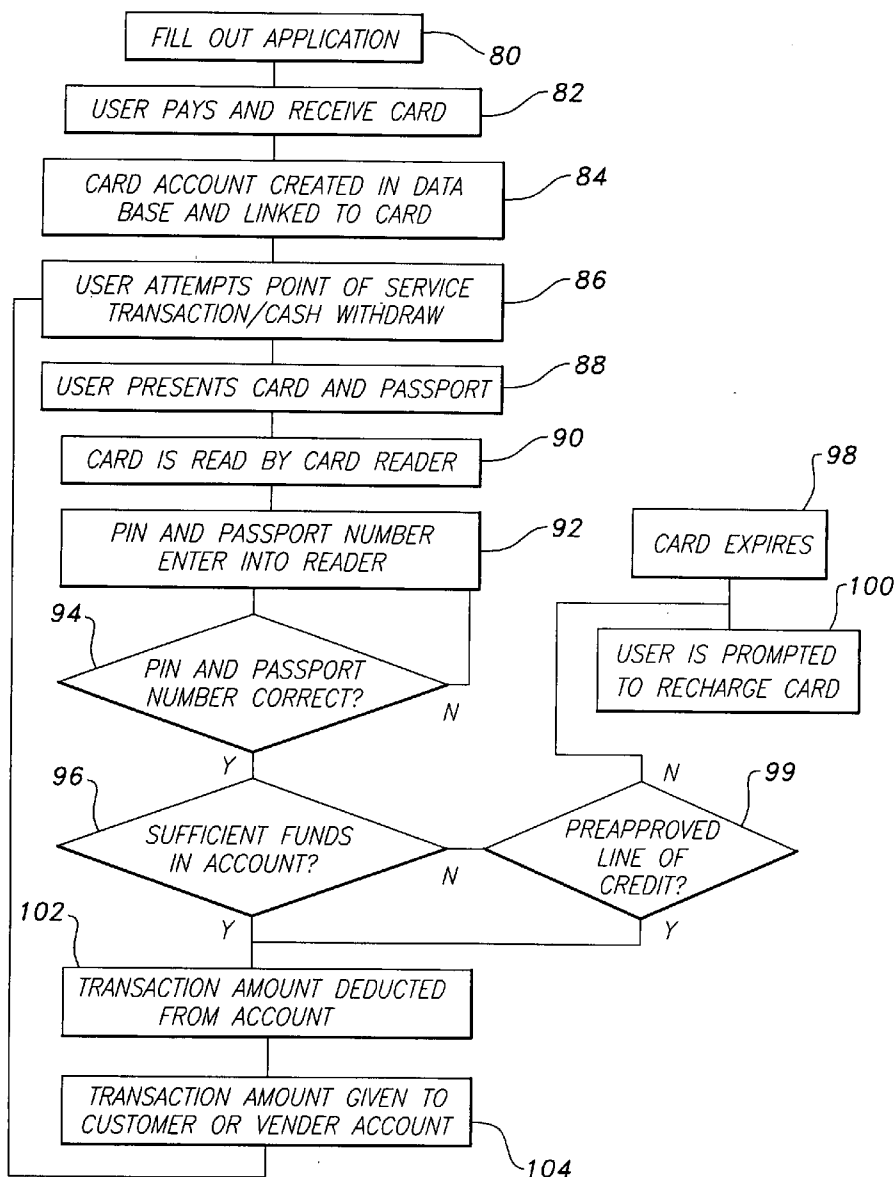 FILL OUT APPLICATION
80
USER PAYS AND RECEIVE CARD
82
CARD ACCOUNT CREATED IN DATA
BASE AND LINKED TO CARD
84
USER ATTEMPTS POINT OF SERVICE
TRANSACTION/CASH WITHDRAW
86
USER PRESENTS CARD AND PASSPORT
88
CARD IS READ BY CARD READER
90
PIN AND PASSPORT NUMBER
ENTER INTO READER
92
98
CARD EXPIRES
100
USER IS PROMPTED
TO RECHARGE CARD
94
PIN AND PASSPORT
NUMBER CORRECT?
N
Y
96
SUFFICIENT FUNDS
IN ACCOUNT?
N
Y
N
99
PREAPPROVED
LINE OF
CREDIT?
Y
102
TRANSACTION AMOUNT DEDUCTED
FROM ACCOUNT
TRANSACTION AMOUNT GIVEN TO
CUSTOMER OR VENDER ACCOUNT
104